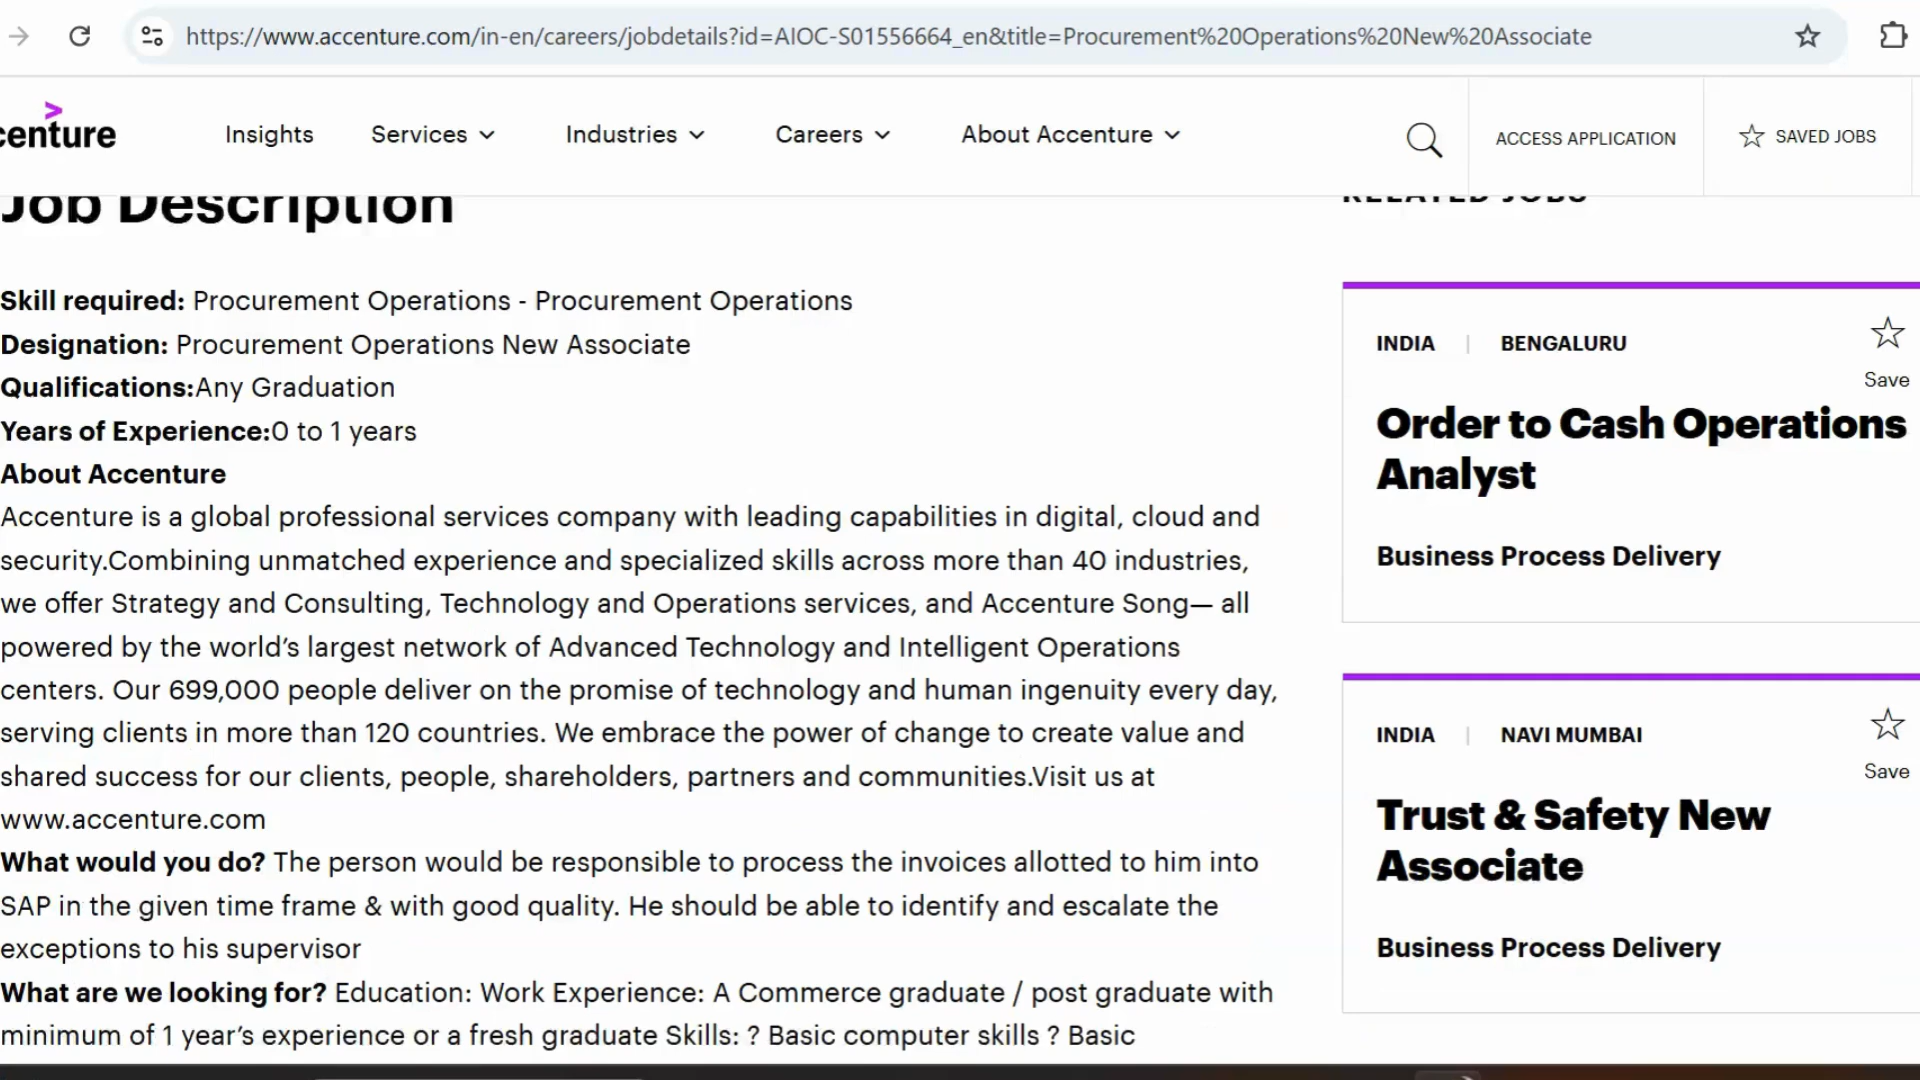 https://www.accenture.com/in-en/careers/jobdetails?id=AIOC-S01556664_en&title=Procurement%20Operations%20New%20Associate
>
centure
Insights
Services
Industries
Careers
About Accenture
ACCESS APPLICATION
SAVED JOBS
Job Description
Skill required: Procurement Operations - Procurement Operations
Designation: Procurement Operations New Associate
Qualifications:Any Graduation
Years of Experience:0 to 1 years
About Accenture
Accenture is a global professional services company with leading capabilities in digital, cloud and
security.Combining unmatched experience and specialized skills across more than 40 industries,
we offer Strategy and Consulting, Technology and Operations services, and Accenture Song— all
powered by the world’s largest network of Advanced Technology and Intelligent Operations
centers. Our 699,000 people deliver on the promise of technology and human ingenuity every day,
serving clients in more than 120 countries. We embrace the power of change to create value and
shared success for our clients, people, shareholders, partners and communities.Visit us at
www.accenture.com
What would you do? The person would be responsible to process the invoices allotted to him into
SAP in the given time frame & with good quality. He should be able to identify and escalate the
exceptions to his supervisor
What are we looking for? Education: Work Experience: A Commerce graduate / post graduate with
minimum of 1 year’s experience or a fresh graduate Skills: ? Basic computer skills ? Basic
RELATED JOBS
INDIA | BENGALURU
Save
Order to Cash Operations
Analyst
Business Process Delivery
INDIA | NAVI MUMBAI
Save
Trust & Safety New
Associate
Business Process Delivery